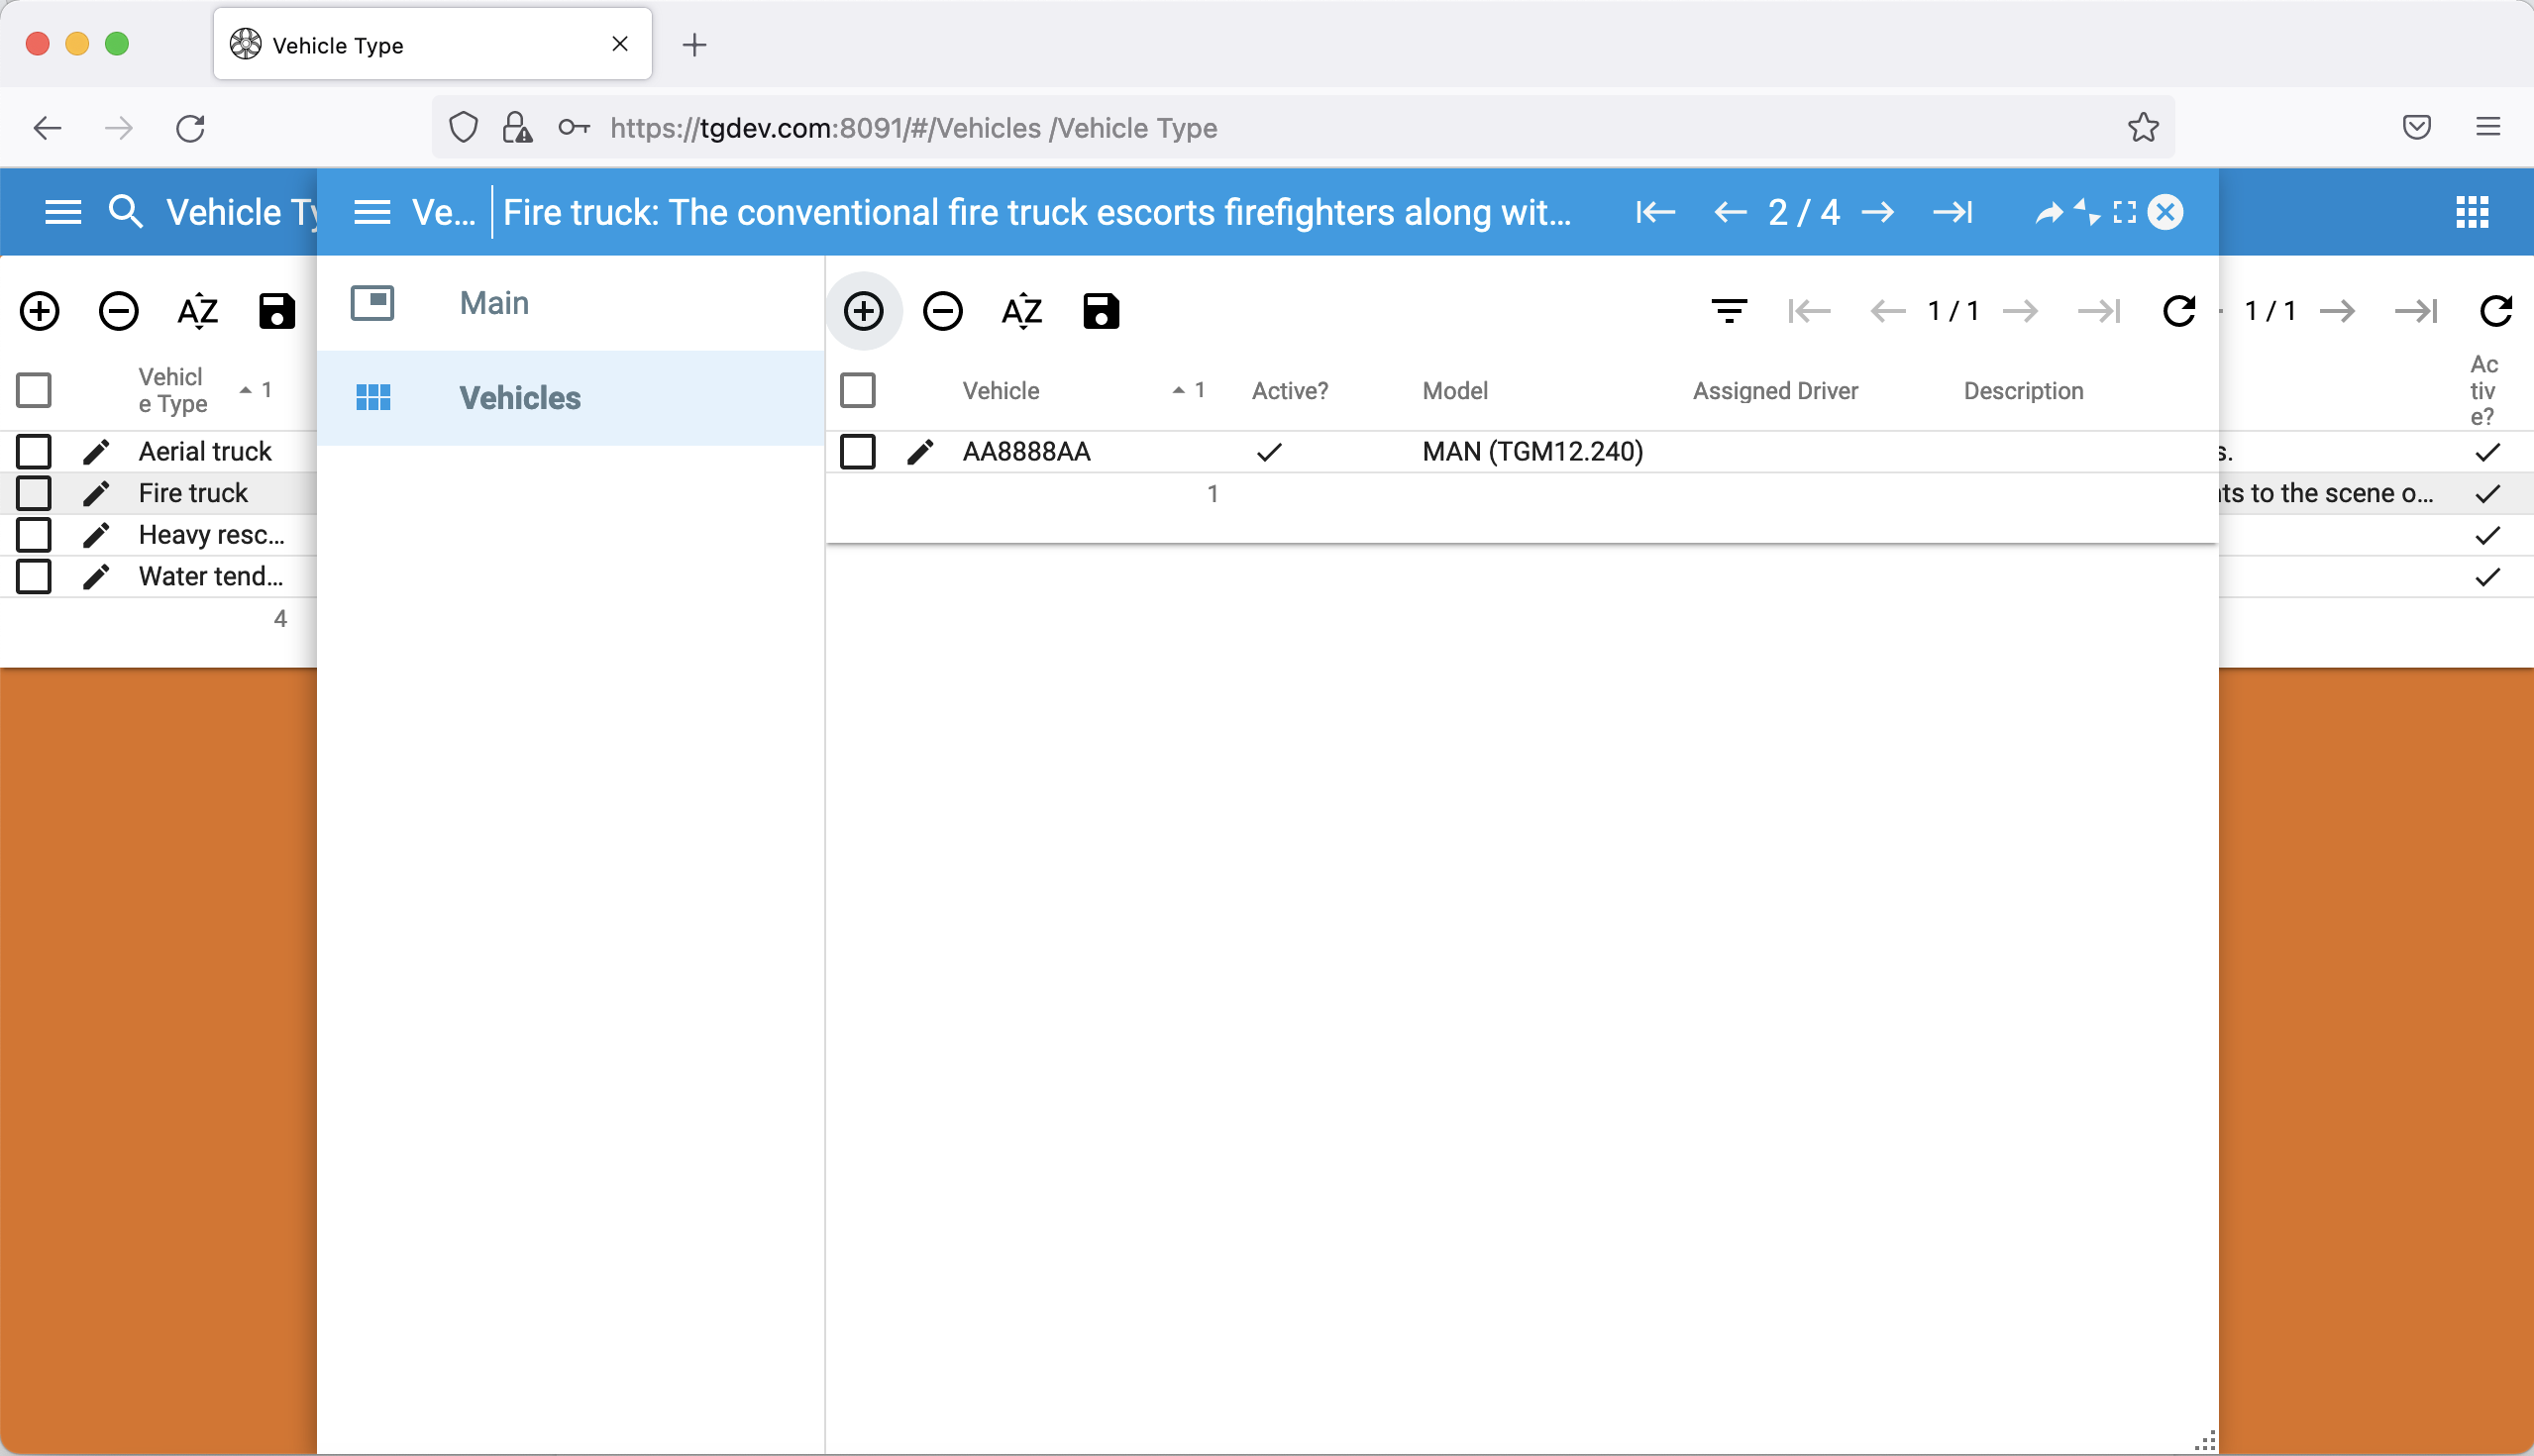 Vehicle Type
https://tgdev.com:8091/#/Vehicles /Vehicle Type
Vehicle Ty
Ve... Fire truck: The conventional fire truck escorts firefighters along wit... 2 / 4
Main
Vehicles
AZ
AZ
1 / 1
1 / 1
Vehicl
e Type
1
Aerial truck
Fire truck
Heavy resc...
Water tend...
4
Vehicle 1 Active? Model Assigned Driver Description
AA8888AA MAN (TGM12.240)
1
Ac
tiv
e?
s.
ts to the scene o...